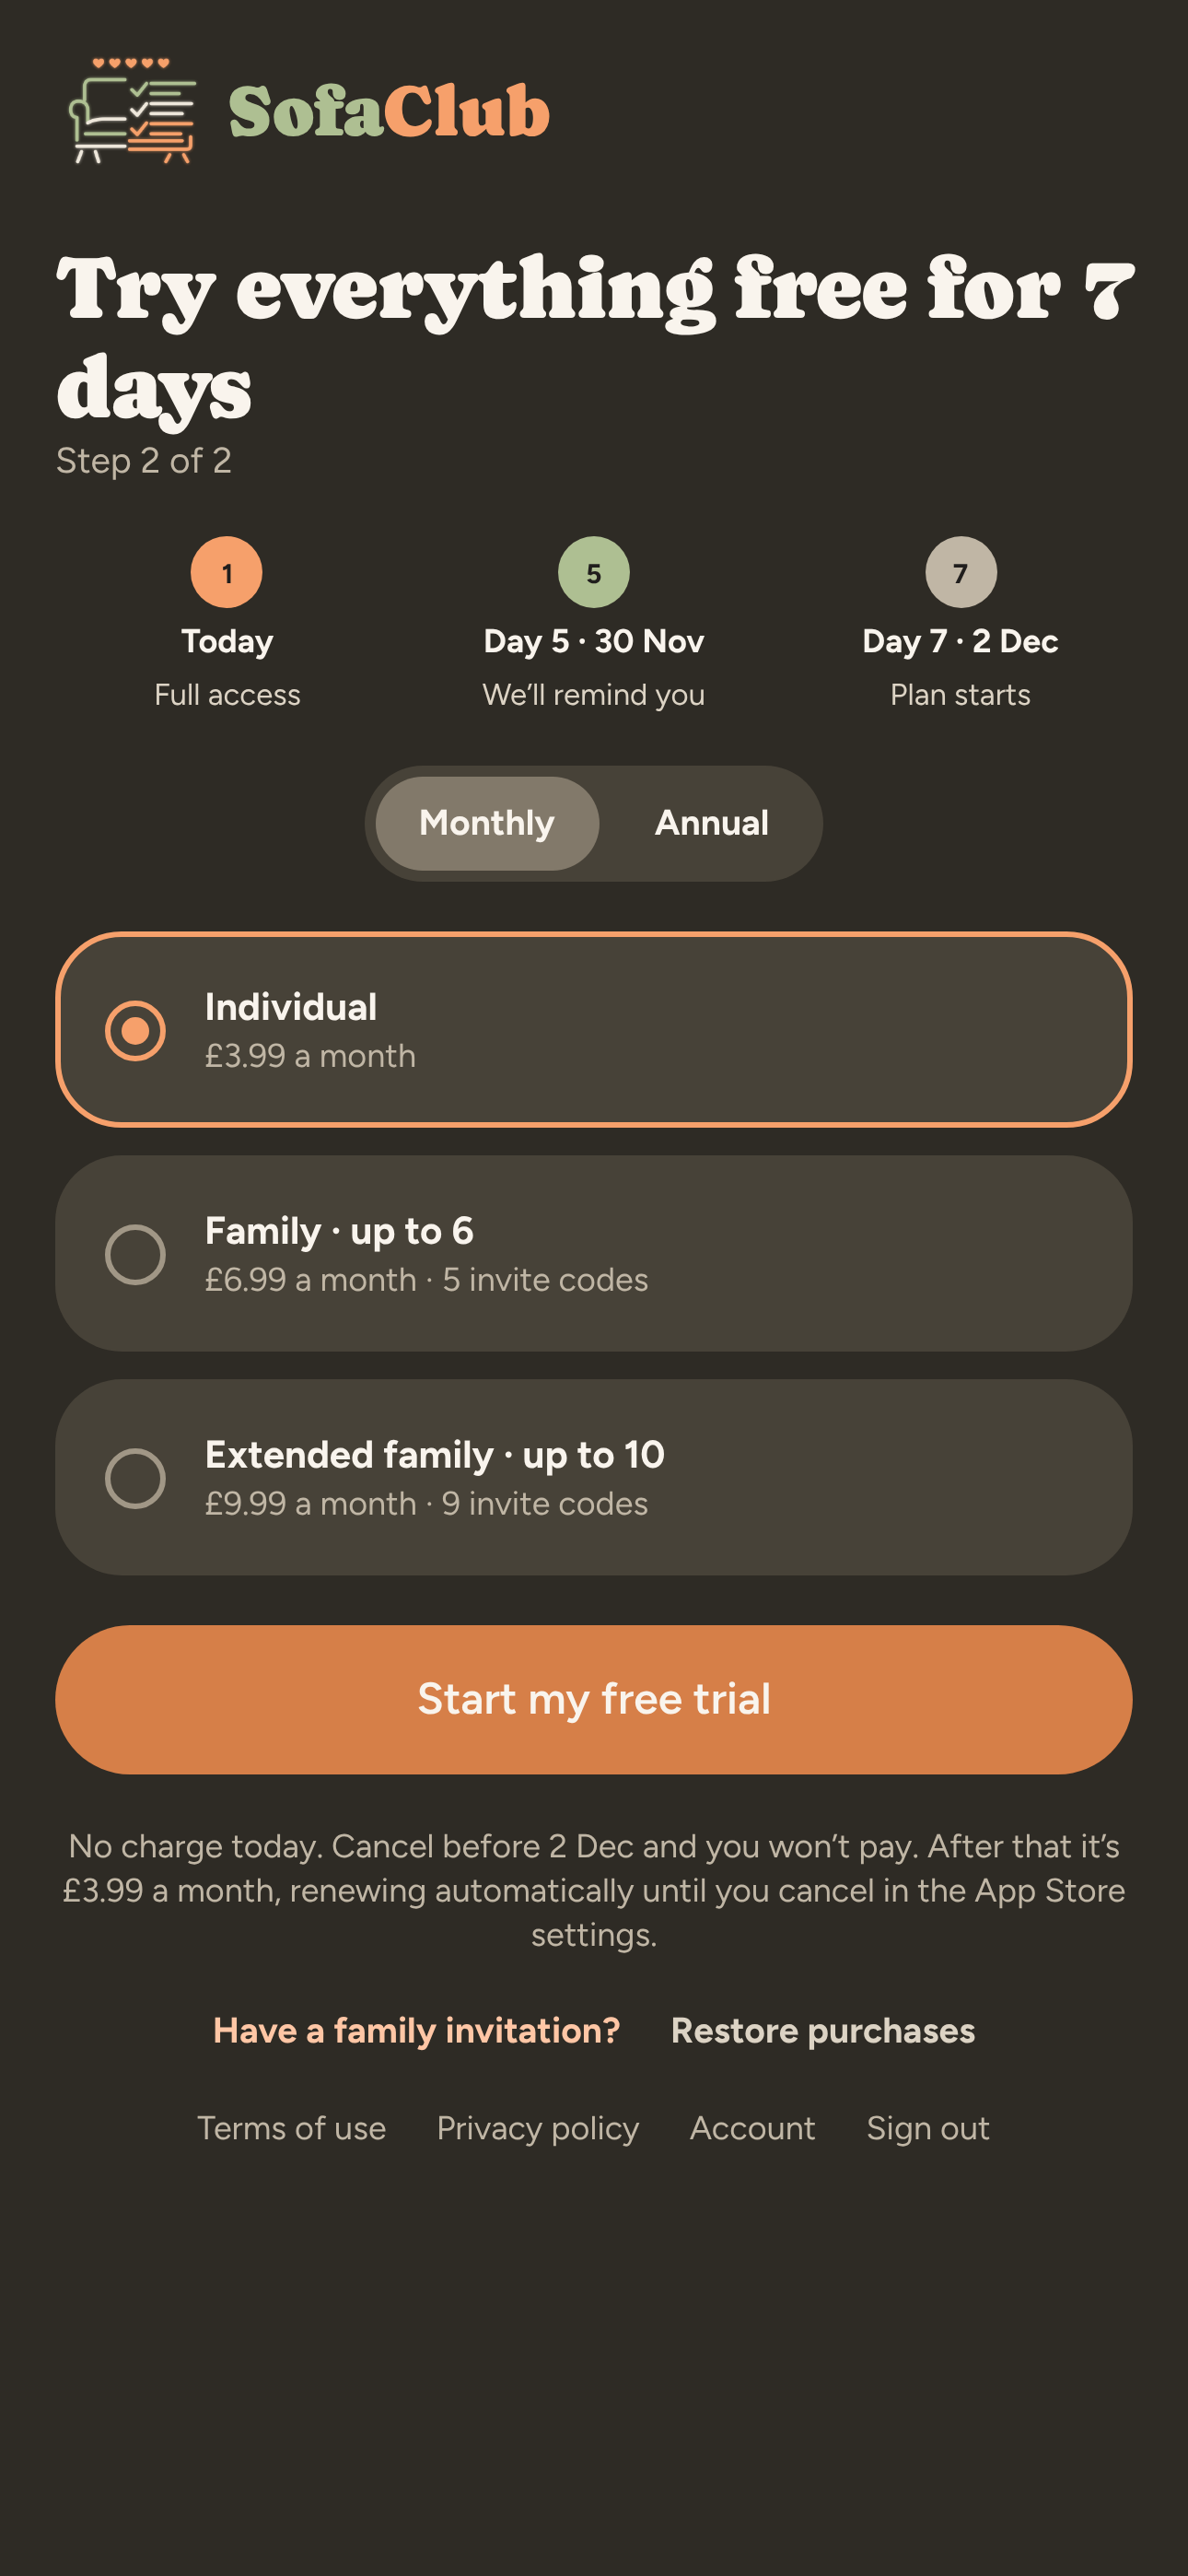 SofaClub
Try everything free for 7
days
Step 2 of 2
1
5
7
Today
Day 5 · 30 Nov
Day 7 · 2 Dec
Full access
We’ll remind you
Plan starts
Monthly
Annual
Individual
£3.99 a month
Family · up to 6
£6.99 a month · 5 invite codes
Extended family · up to 10
£9.99 a month · 9 invite codes
Start my free trial
No charge today. Cancel before 2 Dec and you won’t pay. After that it’s
£3.99 a month, renewing automatically until you cancel in the App Store
settings.
Have a family invitation?
Restore purchases
Terms of use
Privacy policy
Account
Sign out